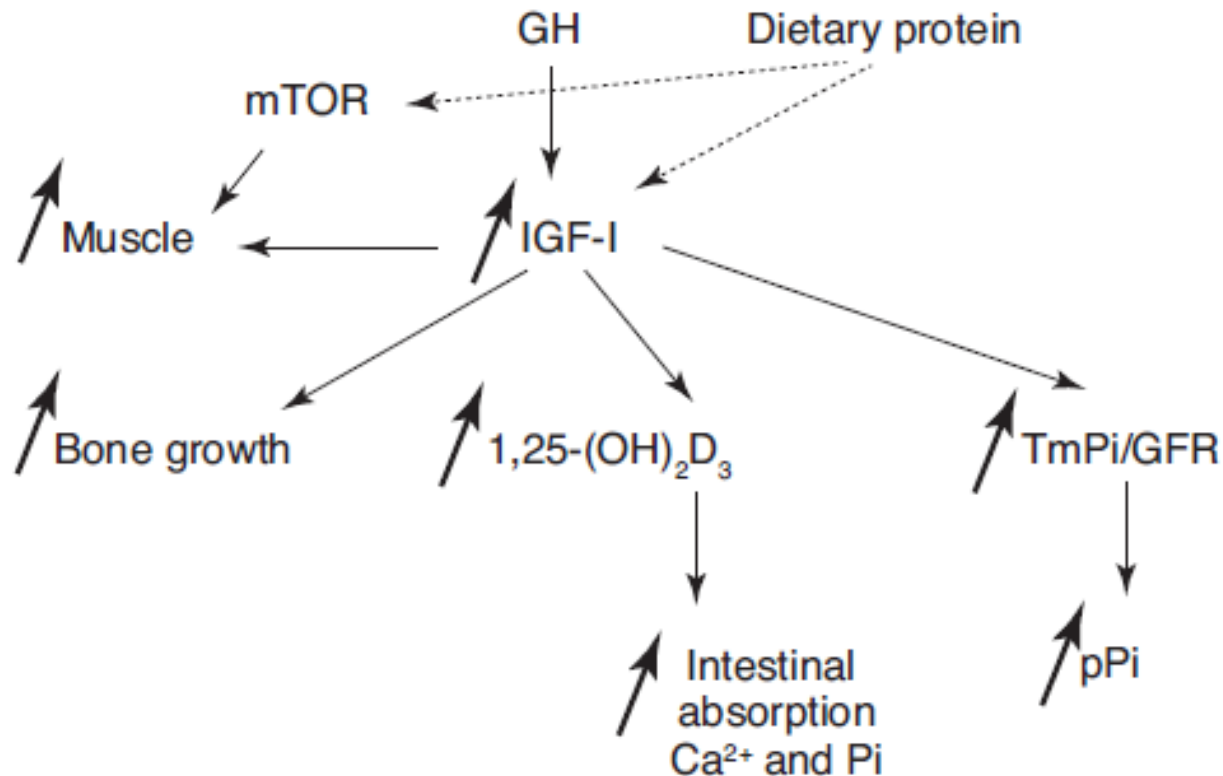 GH
Dietary protein
mTOR
Muscle
IGF-I
Bone growth
1,25-(OH)₂D₃
TmPi/GFR
Intestinal
absorption
Ca²⁺ and Pi
pPi